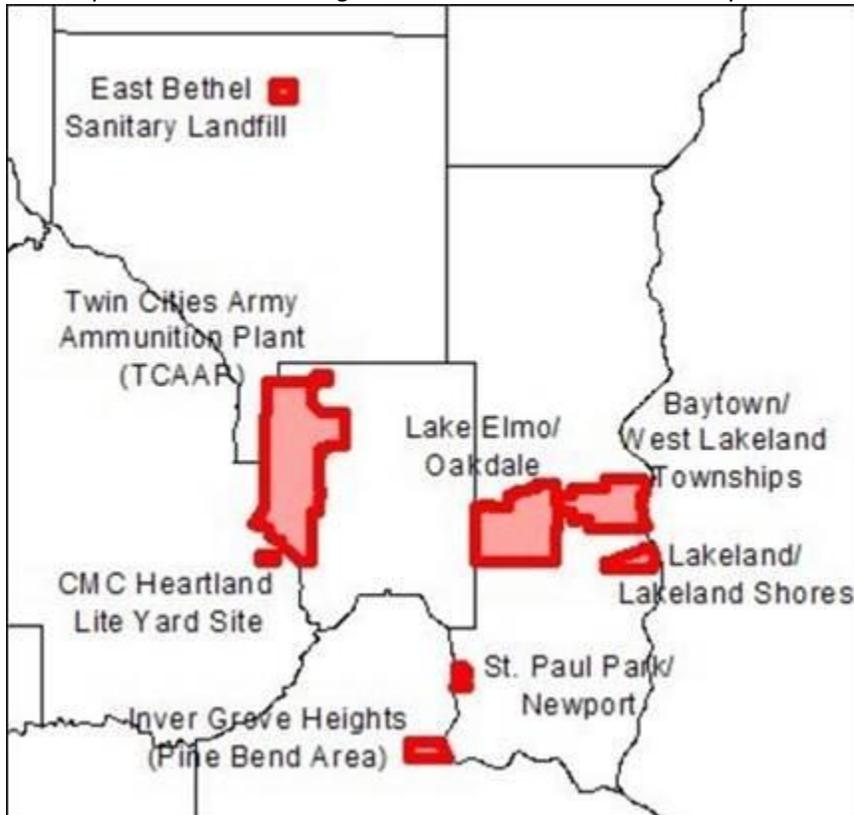 East Bethel
Sanitary Landfill
Twin Cities Army
Ammunition Plant
(TCAAP)
Lake Elmo/
Oakdale
Baytown/
West Lakeland
Townships
CMC Heartland
Lite Yard Site
Lakeland/
Lakeland Shores
St. Paul Park/
Newport
Inver Grove Heights
(Pine Bend Area)